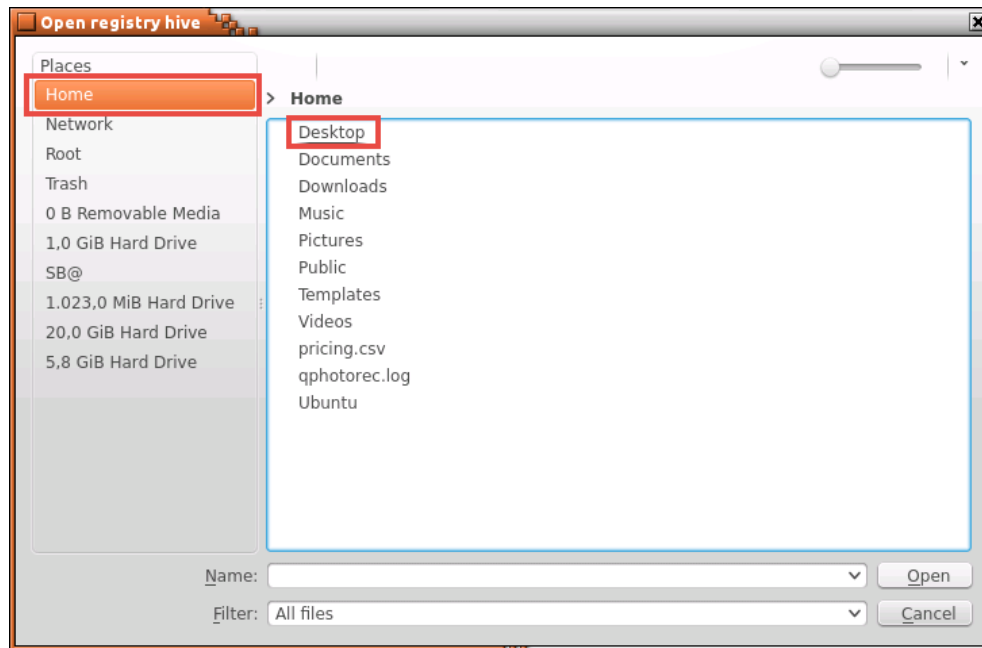 Open registry hive
Places
Home
Network
Root
Trash
0 B Removable Media
1,0 GiB Hard Drive
SB@
1.023,0 MiB Hard Drive
20,0 GiB Hard Drive
5,8 GiB Hard Drive
> Home
Desktop
Documents
Downloads
Music
Pictures
Public
Templates
Videos
pricing.csv
qphotorec.log
Ubuntu
Name:
Open
Filter: All files
Cancel